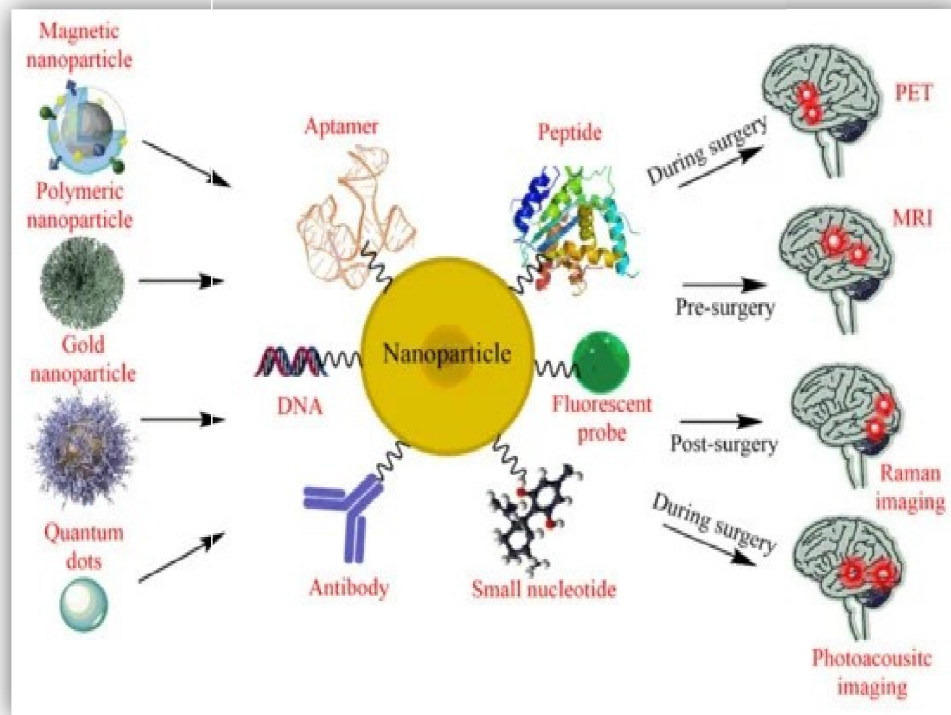 Magnetic
nanoparticle
Polymeric
nanoparticle
Gold
nanoparticle
Quantum
dots
Aptamer
Peptide
DNA
Nanoparticle
Fluorescent
probe
Antibody
Small nucleotide
During surgery
PET
Pre-surgery
MRI
Post-surgery
Raman
imaging
During surgery
Photoacousitc
imaging